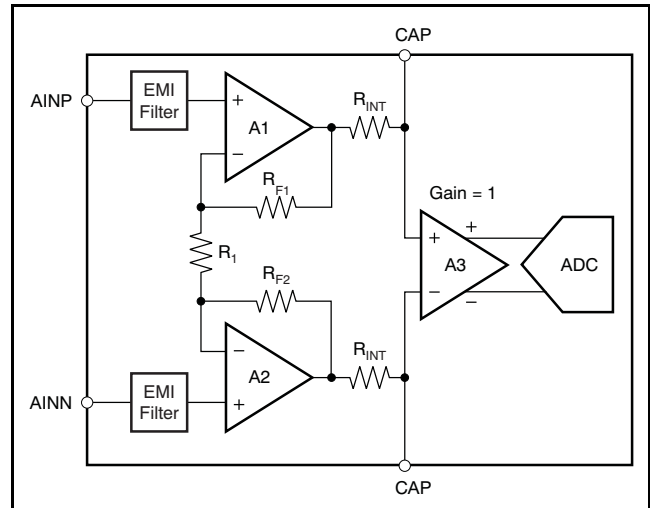 CAP
AINP
EMI
Filter
+
A1
−
R_INT
R_F1
Gain = 1
R_1
+
A3
−
+
−
ADC
R_F2
−
A2
+
R_INT
AINN
EMI
Filter
CAP